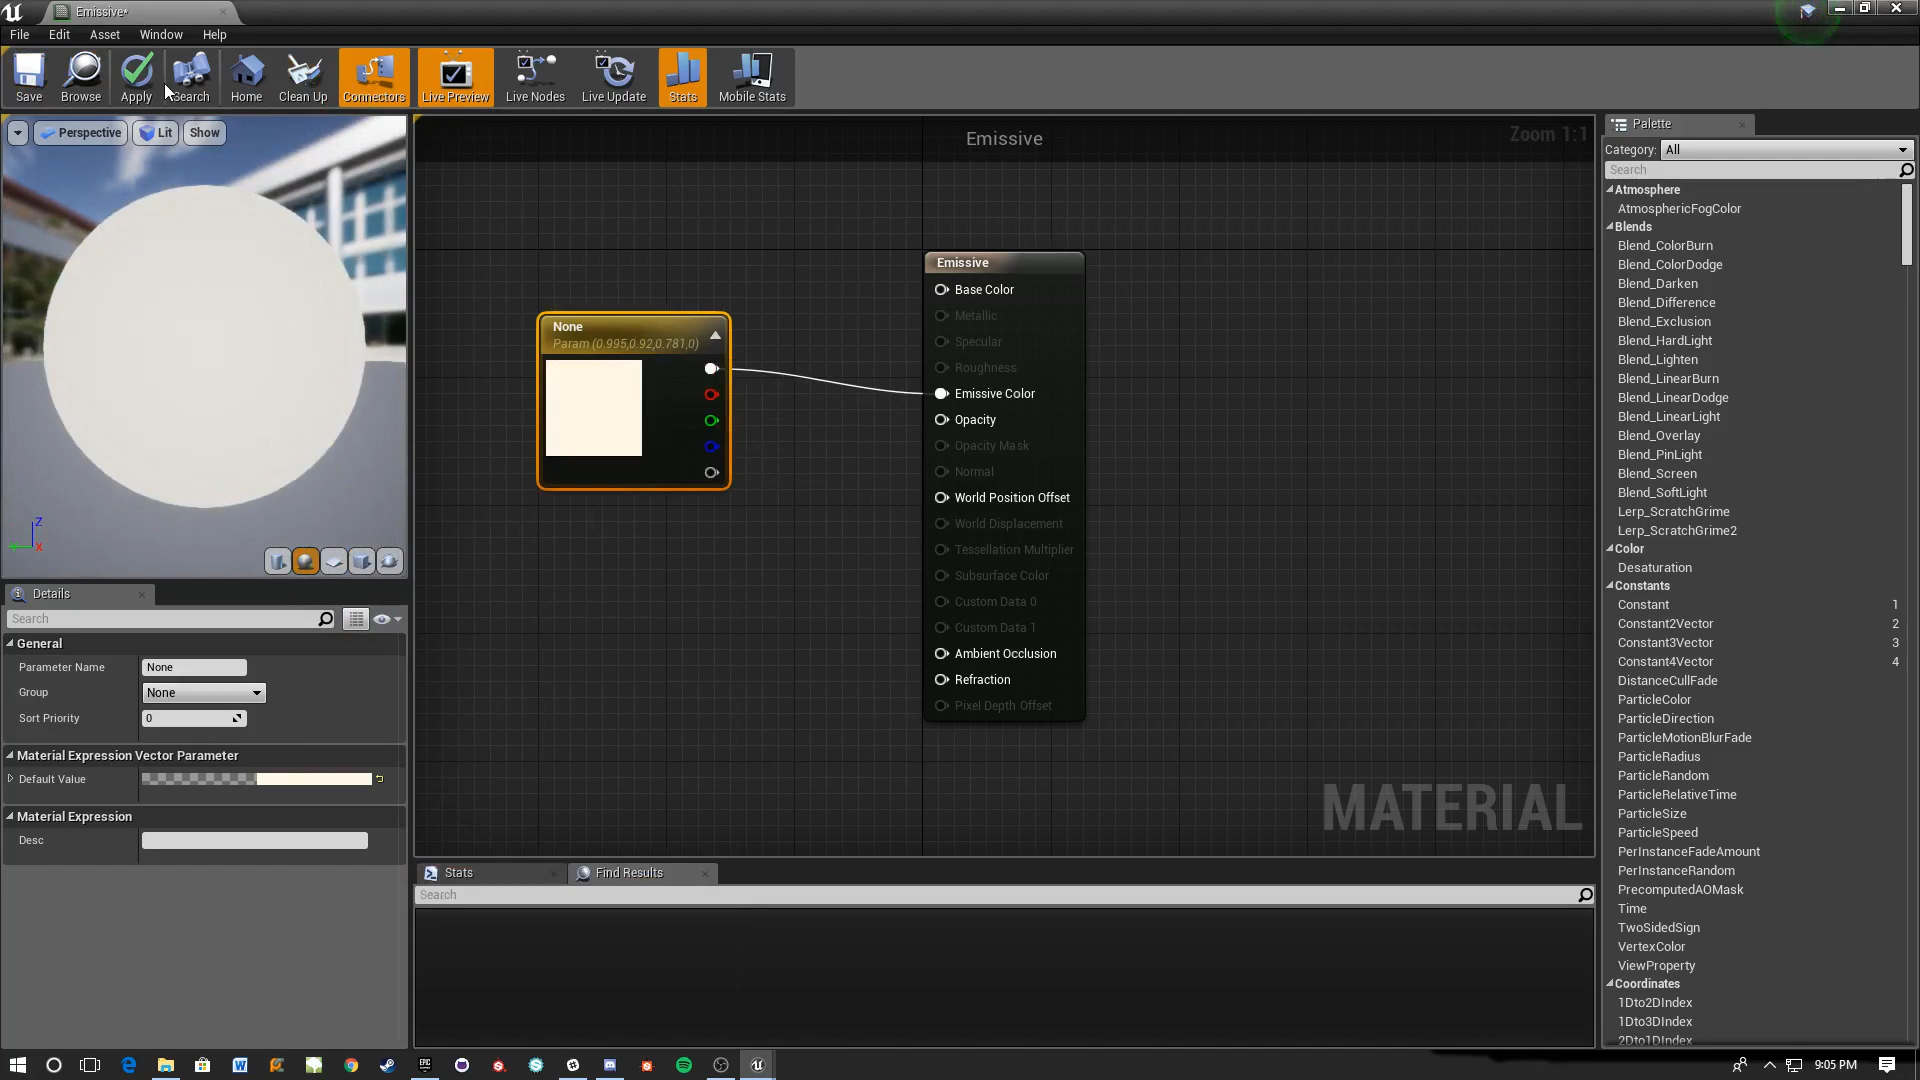 Emissive*
File Edit Asset Window Help
Save Browse Apply Search Home Clean Up Connectors Live Preview Live Nodes Live Update Stats Mobile Stats
Perspective Lit Show
Z
X
Details
Search
General
Parameter Name None
Group None
Sort Priority 0
Material Expression Vector Parameter
Default Value
Material Expression
Desc
Emissive
Zoom 1:1
None
Param (0.995,0.92,0.781,0)
Emissive
Base Color
Metallic
Specular
Roughness
Emissive Color
Opacity
Opacity Mask
Normal
World Position Offset
World Displacement
Tessellation Multiplier
Subsurface Color
Custom Data 0
Custom Data 1
Ambient Occlusion
Refraction
Pixel Depth Offset
MATERIAL
Stats Find Results
Search
Palette
Category: All
Search
Atmosphere
AtmosphericFogColor
Blends
Blend_ColorBurn
Blend_ColorDodge
Blend_Darken
Blend_Difference
Blend_Exclusion
Blend_HardLight
Blend_Lighten
Blend_LinearBurn
Blend_LinearDodge
Blend_LinearLight
Blend_Overlay
Blend_PinLight
Blend_Screen
Blend_SoftLight
Lerp_ScratchGrime
Lerp_ScratchGrime2
Color
Desaturation
Constants
Constant 1
Constant2Vector 2
Constant3Vector 3
Constant4Vector 4
DistanceCullFade
ParticleColor
ParticleDirection
ParticleMotionBlurFade
ParticleRadius
ParticleRandom
ParticleRelativeTime
ParticleSize
ParticleSpeed
PerInstanceFadeAmount
PerInstanceRandom
PrecomputedAOMask
Time
TwoSidedSign
VertexColor
ViewProperty
Coordinates
1Dto2DIndex
1Dto3DIndex
2Dto1DIndex
9:05 PM